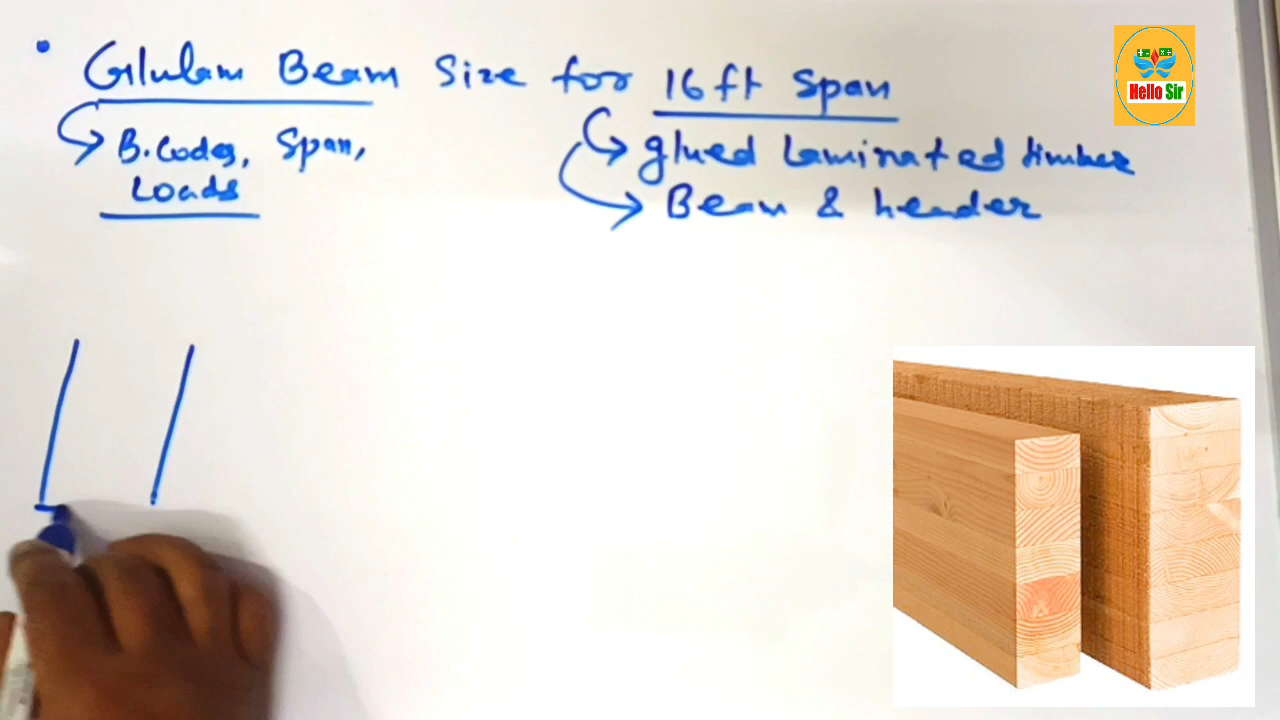 Glulam Beam Size for 16ft Span
B.Codes, Span,
Loads
glued Laminated timber
Beam & header
Hello Sir